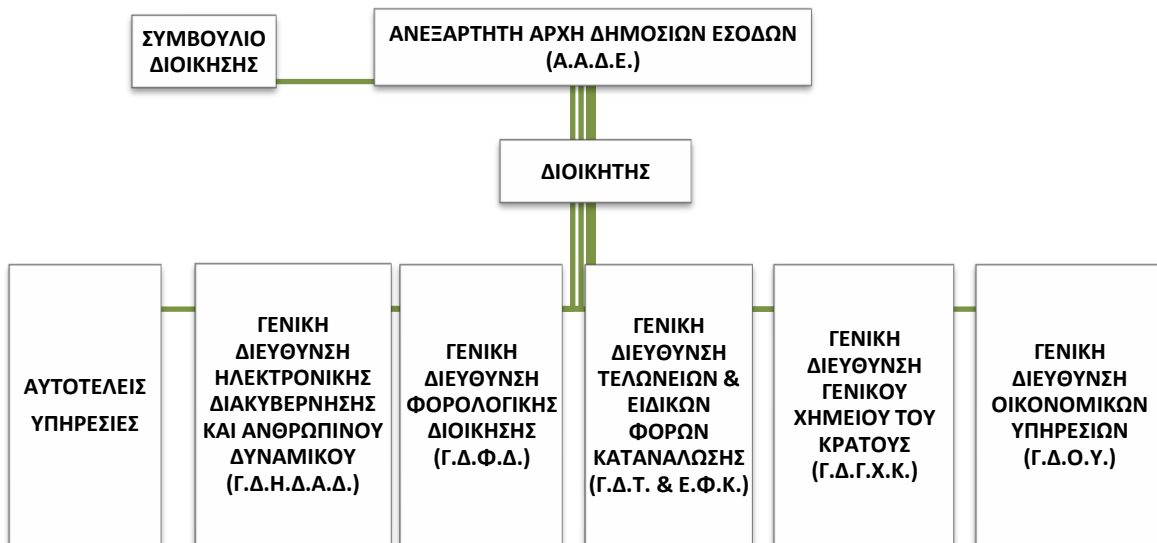 ΣΥΜΒΟΥΛΙΟ
ΔΙΟΙΚΗΣΗΣ
ΑΝΕΞΑΡΤΗΤΗ ΑΡΧΗ ΔΗΜΟΣΙΩΝ ΕΣΟΔΩΝ
(Α.Α.Δ.Ε.)
ΔΙΟΙΚΗΤΗΣ
ΑΥΤΟΤΕΛΕΙΣ
ΥΠΗΡΕΣΙΕΣ
ΓΕΝΙΚΗ
ΔΙΕΥΘΥΝΣΗ
ΗΛΕΚΤΡΟΝΙΚΗΣ
ΔΙΑΚΥΒΕΡΝΗΣΗΣ
ΚΑΙ ΑΝΘΡΩΠΙΝΟΥ
ΔΥΝΑΜΙΚΟΥ
(Γ.Δ.Η.Δ.Α.Δ.)
ΓΕΝΙΚΗ
ΔΙΕΥΘΥΝΣΗ
ΦΟΡΟΛΟΓΙΚΗΣ
ΔΙΟΙΚΗΣΗΣ
(Γ.Δ.Φ.Δ.)
ΓΕΝΙΚΗ
ΔΙΕΥΘΥΝΣΗ
ΤΕΛΩΝΕΙΩΝ &
ΕΙΔΙΚΩΝ
ΦΟΡΩΝ
ΚΑΤΑΝΑΛΩΣΗΣ
(Γ.Δ.Τ. & Ε.Φ.Κ.)
ΓΕΝΙΚΗ
ΔΙΕΥΘΥΝΣΗ
ΓΕΝΙΚΟΥ
ΧΗΜΕΙΟΥ ΤΟΥ
ΚΡΑΤΟΥΣ
(Γ.Δ.Γ.Χ.Κ.)
ΓΕΝΙΚΗ
ΔΙΕΥΘΥΝΣΗ
ΟΙΚΟΝΟΜΙΚΩΝ
ΥΠΗΡΕΣΙΩΝ
(Γ.Δ.Ο.Υ.)